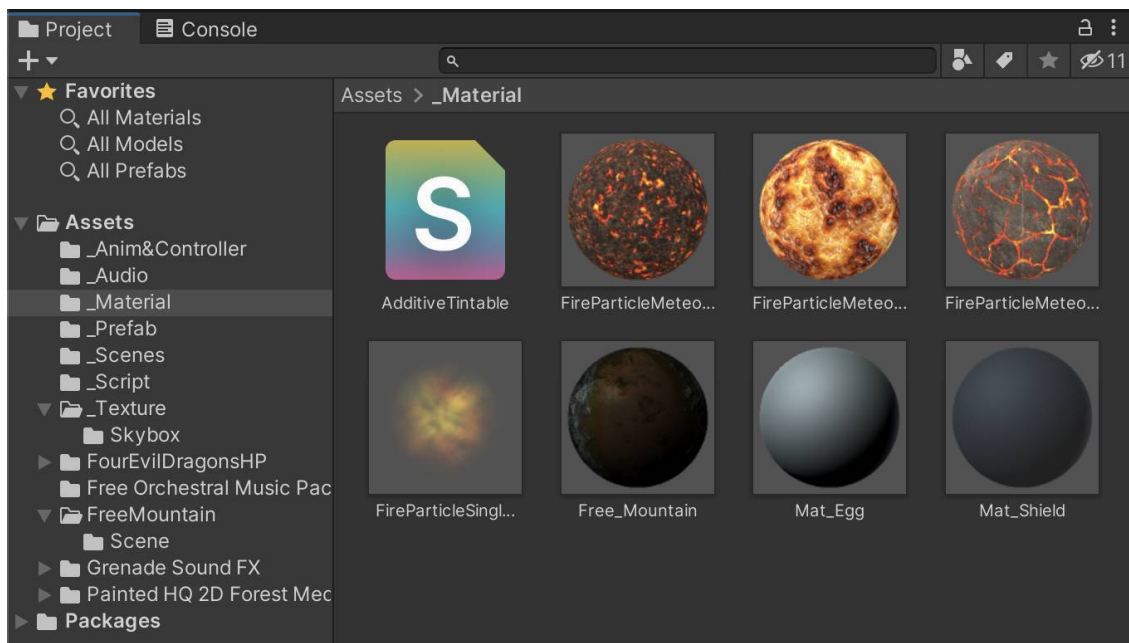 Project Console
11
Favorites
All Materials
All Models
All Prefabs
Assets
_Anim&Controller
_Audio
_Material
_Prefab
_Scenes
_Script
_Texture
Skybox
FourEvilDragonsHP
Free Orchestral Music Pac
FreeMountain
Scene
Grenade Sound FX
Painted HQ 2D Forest Med
Packages
Assets > _Material
S
AdditiveTintable FireParticleMeteo... FireParticleMeteo... FireParticleMeteo...
FireParticleSingl... Free_Mountain Mat_Egg Mat_Shield